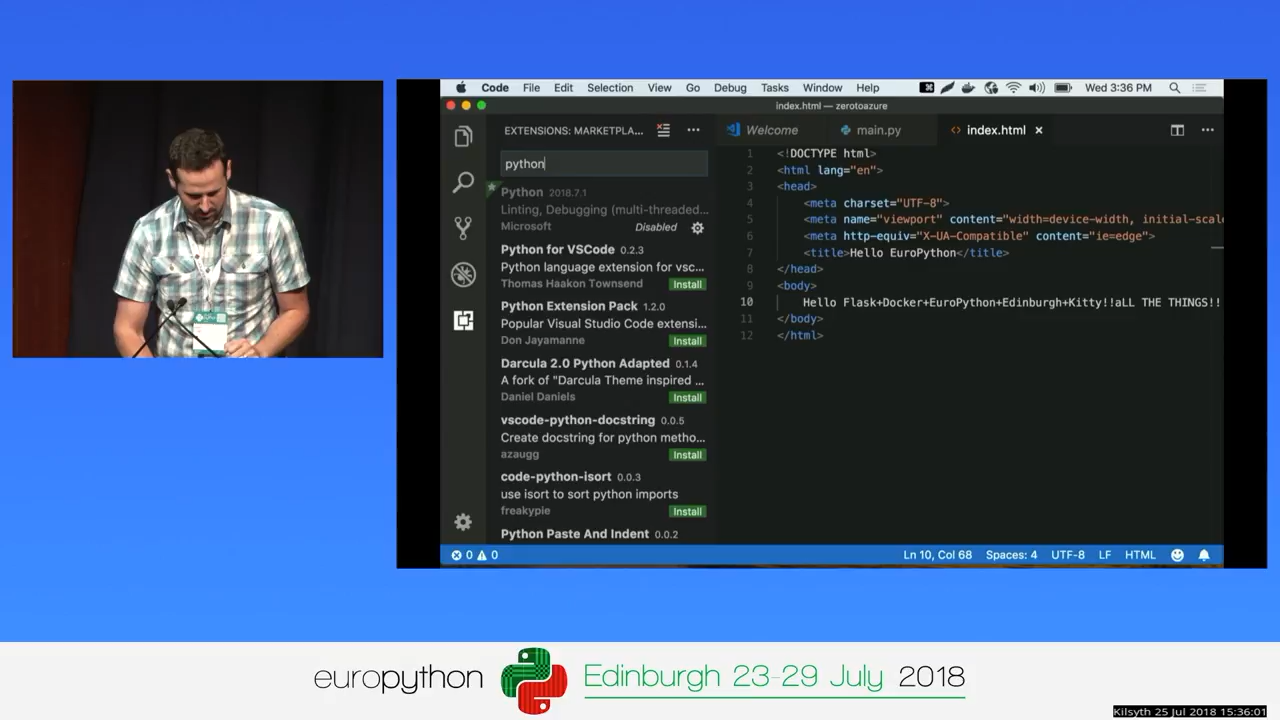 Code File Edit Selection View Go Debug Tasks Window Help Wed 3:36 PM
index.html — zerotoazure
EXTENSIONS: MARKETPLA...
Welcome main.py index.html
python
Python 2018.7.1
Linting, Debugging (multi-threaded...
Microsoft Disabled
Python for VSCode 0.2.3
Python language extension for vsc...
Thomas Haakon Townsend Install
Python Extension Pack 1.2.0
Popular Visual Studio Code extensi...
Don Jayamanne Install
Darcula 2.0 Python Adapted 0.1.4
A fork of "Darcula Theme inspired ...
Daniel Daniels Install
vscode-python-docstring 0.0.5
Create docstring for python metho...
azaugg Install
code-python-isort 0.0.3
use isort to sort python imports
freakypie Install
Python Paste And Indent 0.0.2
1 <!DOCTYPE html>
2 <html lang="en">
3 <head>
4 <meta charset="UTF-8">
5 <meta name="viewport" content="width=device-width, initial-scale
6 <meta http-equiv="X-UA-Compatible" content="ie=edge">
7 <title>Hello EuroPython</title>
8 </head>
9 <body>
10 Hello Flask+Docker+EuroPython+Edinburgh+Kitty!!aLL THE THINGS!!
11 </body>
12 </html>
0 0 Ln 10, Col 68 Spaces: 4 UTF-8 LF HTML
europython Edinburgh 23-29 July 2018
Kilsyth 25 Jul 2018 15:36:01